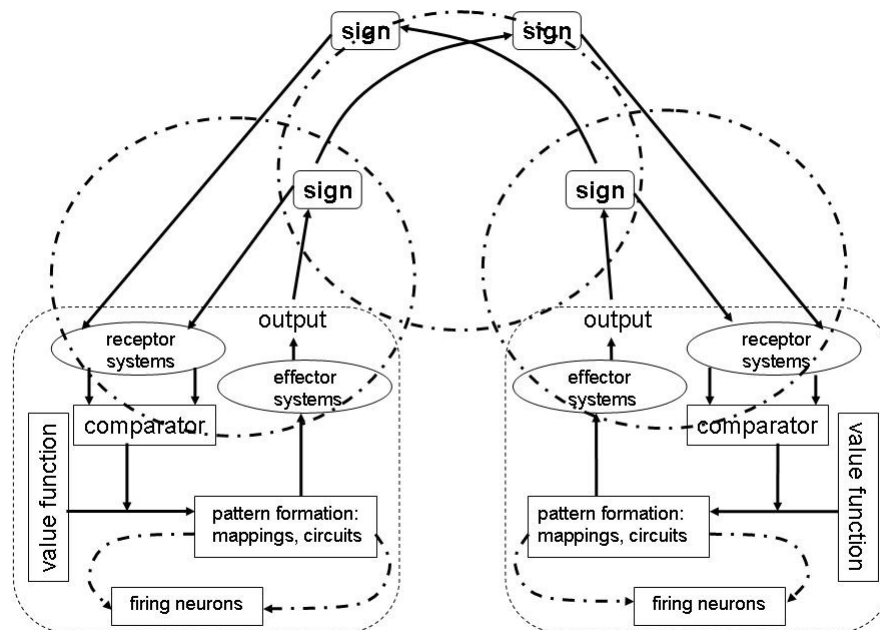 sign
sign
sign
sign
output
output
receptor
systems
receptor
systems
effector
systems
effector
systems
comparator
comparator
value function
value function
pattern formation:
mappings, circuits
pattern formation:
mappings, circuits
firing neurons
firing neurons